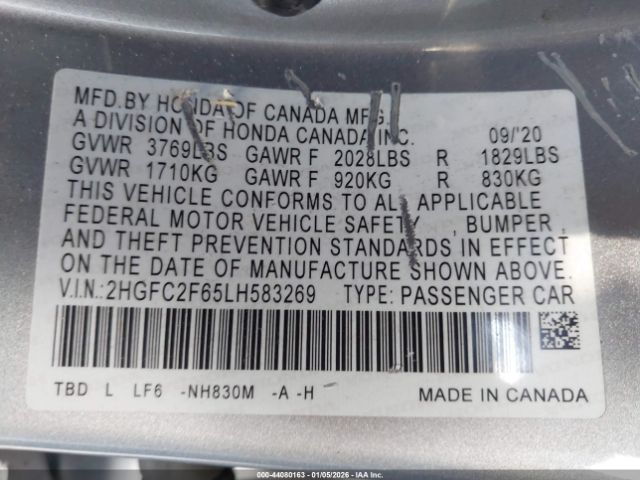 MFD.BY HONDA OF CANADA MFG.
A DIVISION OF HONDA CANADA INC. 09/'20
GVWR 3769LBS GAWR F 2028LBS R 1829LBS
GVWR 1710KG GAWR F 920KG R 830KG
THIS VEHICLE CONFORMS TO ALL APPLICABLE
FEDERAL MOTOR VEHICLE SAFETY , BUMPER ,
AND THEFT PREVENTION STANDARDS IN EFFECT
ON THE DATE OF MANUFACTURE SHOWN ABOVE.
V.I.N.:2HGFC2F65LH583269 TYPE: PASSENGER CAR
TBD L LF6 -NH830M -A -H MADE IN CANADA
000-44080163 - 01/05/2026 - IAA Inc.